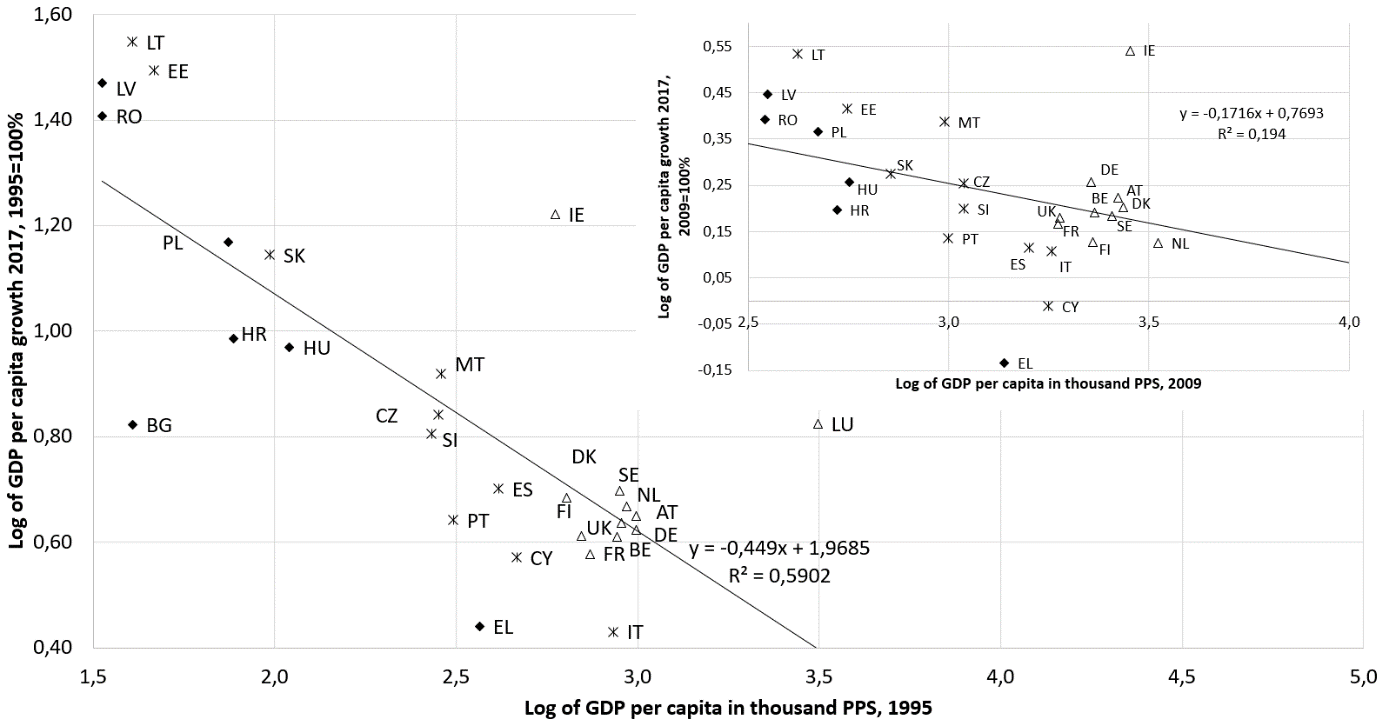 Log of GDP per capita growth 2017, 1995=100%
1,60
1,40
1,20
1,00
0,80
0,60
0,40
1,5
2,0
2,5
3,0
3,5
4,0
4,5
5,0
Log of GDP per capita in thousand PPS, 1995
LT
EE
LV
RO
IE
PL
SK
HR
HU
MT
CZ
SI
BG
LU
DK
SE
ES
NL
FI
AT
PT
UK
DE
CY
FR
BE
EL
IT
y = -0,449x + 1,9685
R² = 0,5902
Log of GDP per capita growth 2017,
2009=100%
0,55
0,45
0,35
0,25
0,15
0,05
-0,05
-0,15
2,5
3,0
3,5
4,0
Log of GDP per capita in thousand PPS, 2009
LT
IE
LV
EE
RO
PL
MT
y = -0,1716x + 0,7693
R² = 0,194
SK
DE
HU
CZ
AT
BE
DK
HR
SI
UK
SE
FR
PT
FI
NL
ES
IT
CY
EL